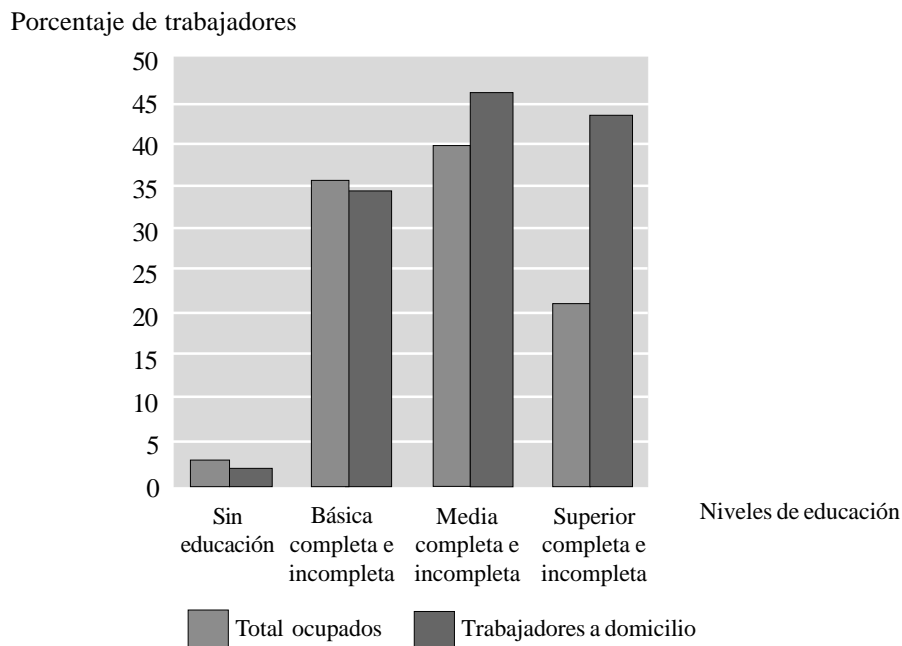 Porcentaje de trabajadores
50
45
40
35
30
25
20
15
10
5
0
Sin
educación
Básica
completa e
incompleta
Media
completa e
incompleta
Superior
completa e
incompleta
Niveles de educación
Total ocupados
Trabajadores a domicilio